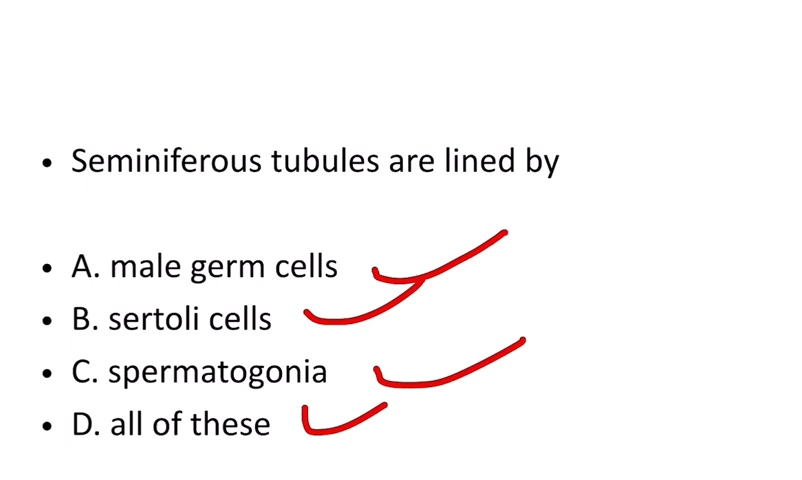 • Seminiferous tubules are lined by
• A. male germ cells
• B. sertoli cells
• C. spermatogonia
• D. all of these